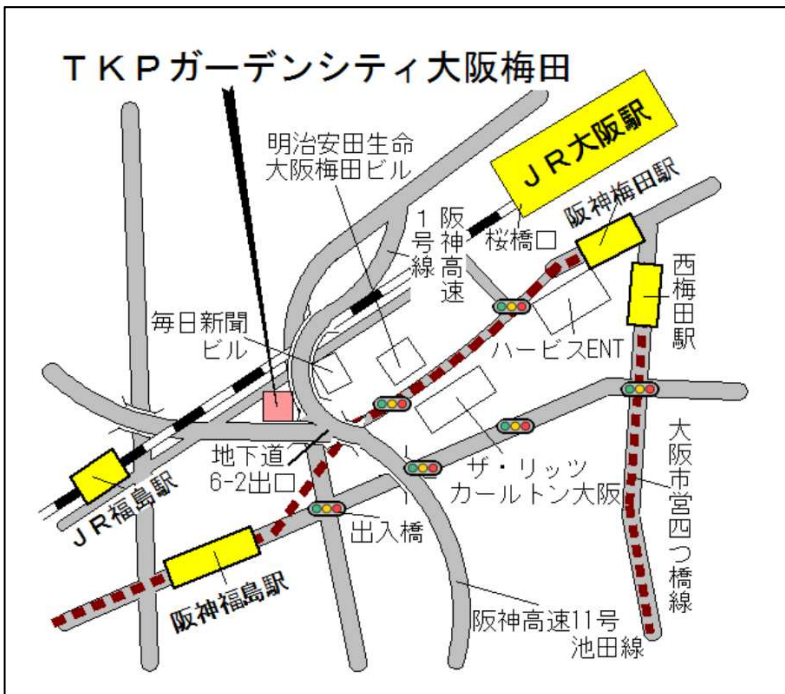 TKPガーデンシティ大阪梅田
明治安田生命
大阪梅田ビル
JR大阪駅
阪神梅田駅
桜橋口
阪神高速
1号線
西梅田駅
毎日新聞
ビル
ハービスENT
地下道
6-2出口
ザ・リッツ
カールトン大阪
大阪市営四つ橋線
JR福島駅
出入橋
阪神福島駅
阪神高速11号
池田線